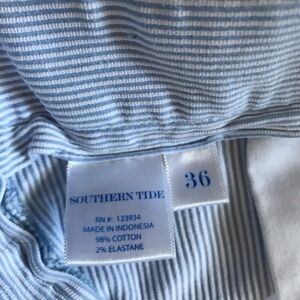 SOUTHERN TIDE
RN #: 123934
MADE IN INDONESIA
98% COTTON
2% ELASTANE
36